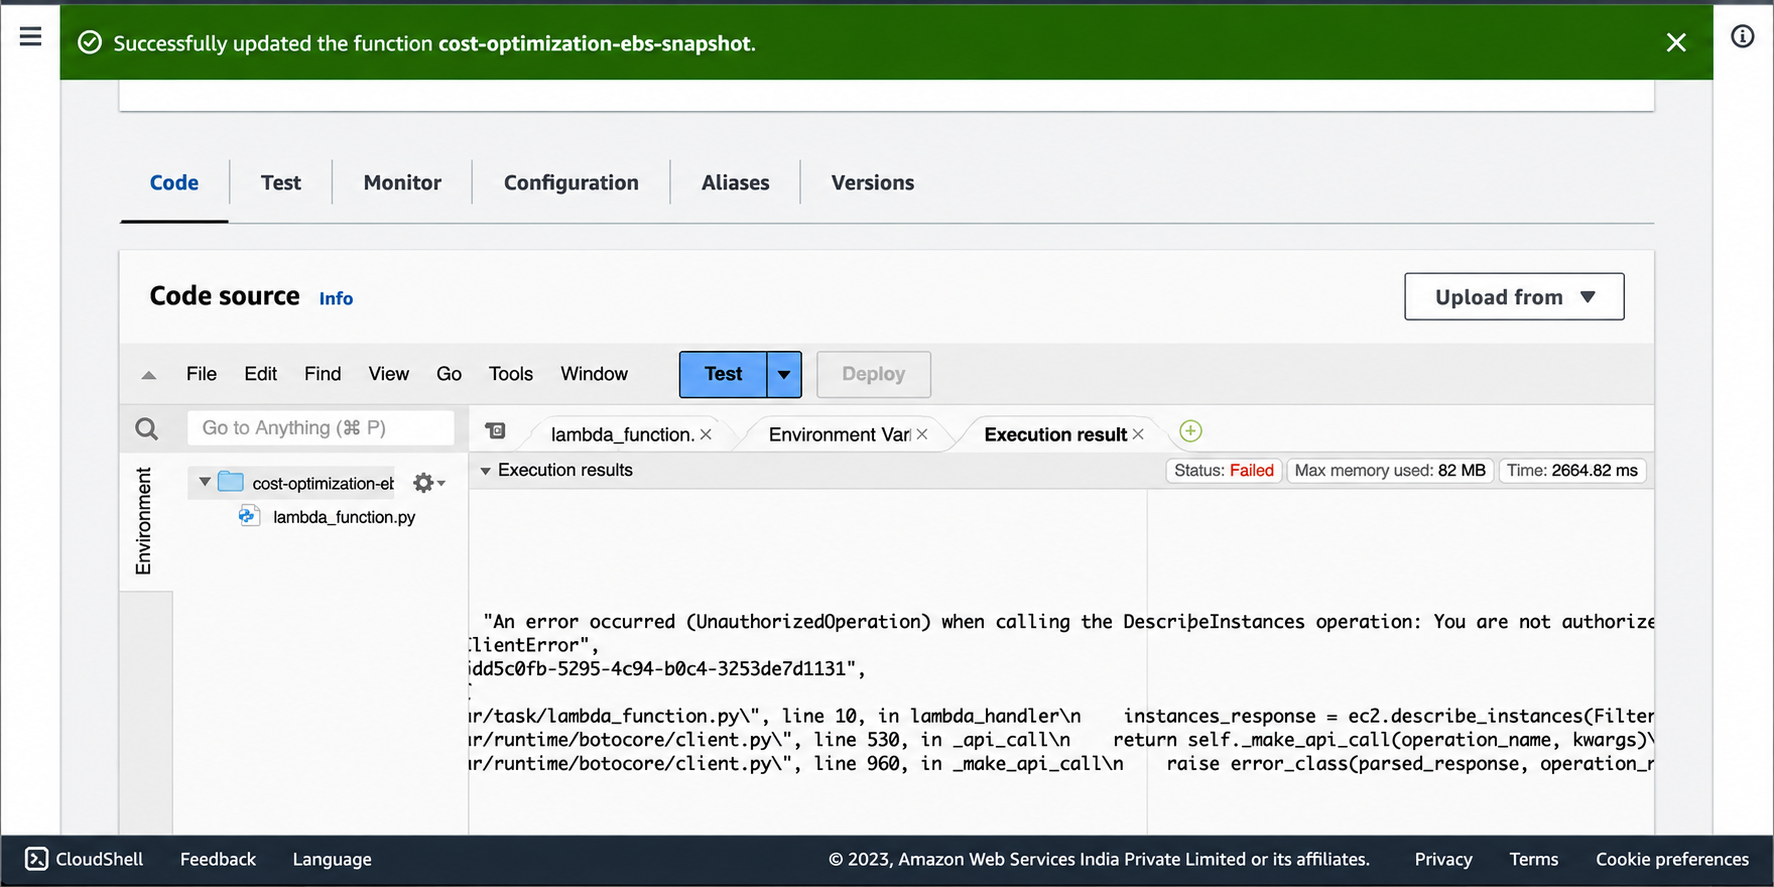 Successfully updated the function cost-optimization-ebs-snapshot.
Code Test Monitor Configuration Aliases Versions
Code source Info
Upload from
File Edit Find View Go Tools Window Test Deploy
Go to Anything (⌘ P)
lambda_function. Environment Var Execution result
Execution results
Status: Failed Max memory used: 82 MB Time: 2664.82 ms
Environment
cost-optimization-eb
lambda_function.py
"An error occurred (UnauthorizedOperation) when calling the DescribeInstances operation: You are not authorize
lientError",
dd5c0fb-5295-4c94-b0c4-3253de7d1131",
r/task/lambda_function.py\", line 10, in lambda_handler\n instances_response = ec2.describe_instances(Filter
r/runtime/botocore/client.py\", line 530, in _api_call\n return self._make_api_call(operation_name, kwargs)\
r/runtime/botocore/client.py\", line 960, in _make_api_call\n raise error_class(parsed_response, operation_
CloudShell Feedback Language © 2023, Amazon Web Services India Private Limited or its affiliates. Privacy Terms Cookie preferences